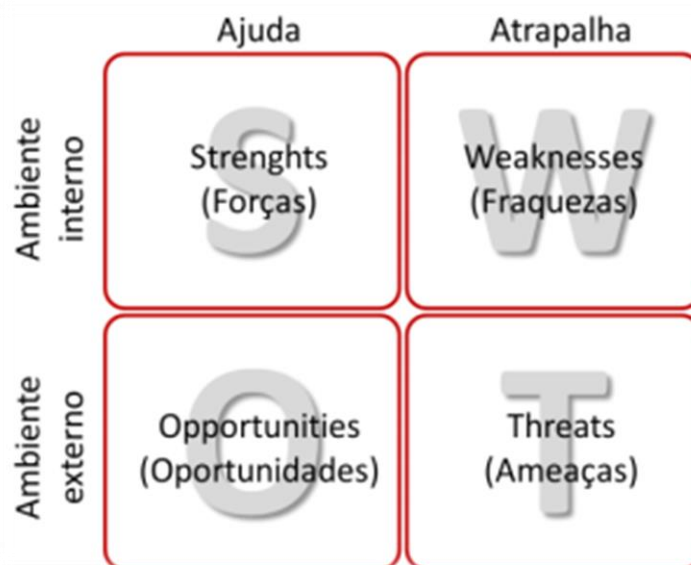 Ajuda
Atrapalha
Ambiente
interno
S
Strenghts
(Forças)
W
Weaknesses
(Fraquezas)
Ambiente
externo
O
Opportunities
(Oportunidades)
T
Threats
(Ameaças)